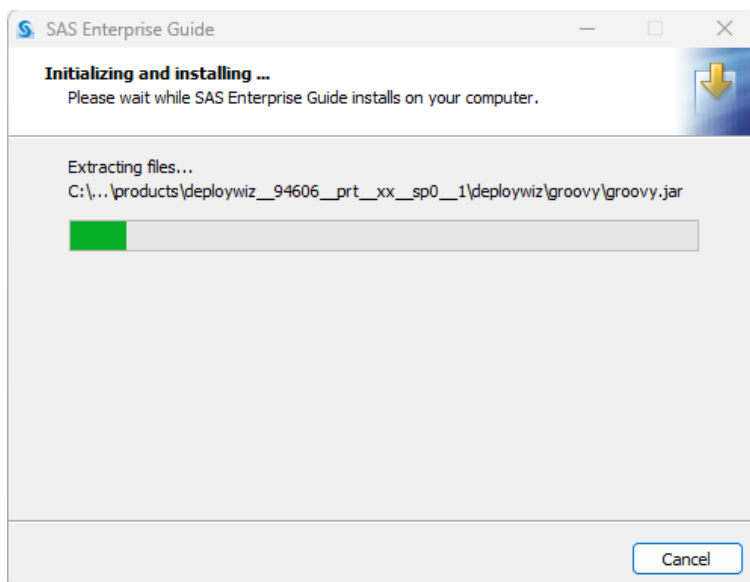 SAS Enterprise Guide
Initializing and installing ...
Please wait while SAS Enterprise Guide installs on your computer.
Extracting files...
C:\...\products\deploywiz__94606__prt__xx__sp0__1\deploywiz\groovy\groovy.jar
Cancel